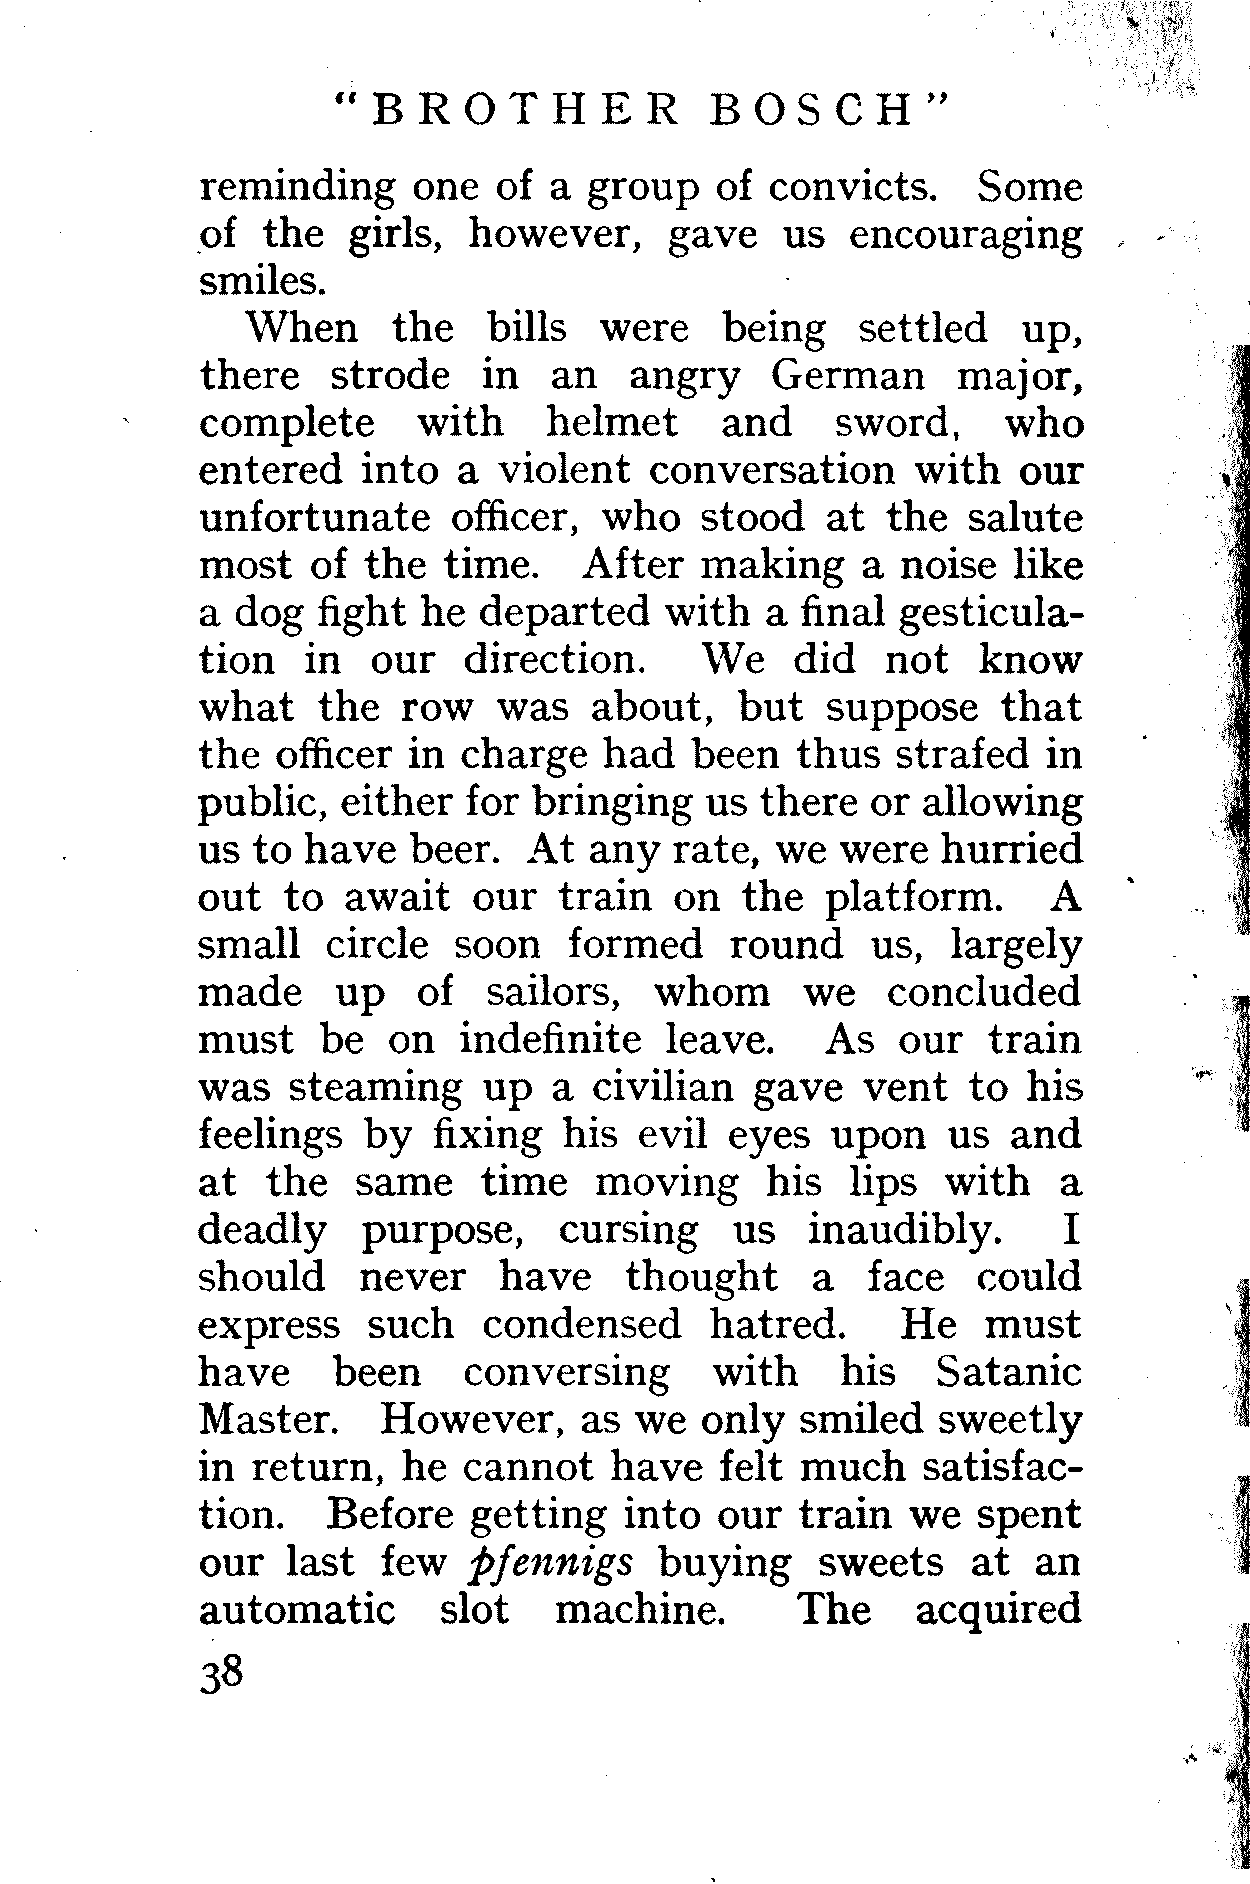 “BROTHER BOSCH”
reminding one of a group of convicts. Some
of the girls, however, gave us encouraging
smiles.
When the bills were being settled up,
there strode in an angry German major,
complete with helmet and sword, who
entered into a violent conversation with our
unfortunate officer, who stood at the salute
most of the time. After making a noise like
a dog fight he departed with a final gesticula-
tion in our direction. We did not know
what the row was about, but suppose that
the officer in charge had been thus strafed in
public, either for bringing us there or allowing
us to have beer. At any rate, we were hurried
out to await our train on the platform. A
small circle soon formed round us, largely
made up of sailors, whom we concluded
must be on indefinite leave. As our train
was steaming up a civilian gave vent to his
feelings by fixing his evil eyes upon us and
at the same time moving his lips with a
deadly purpose, cursing us inaudibly. I
should never have thought a face could
express such condensed hatred. He must
have been conversing with his Satanic
Master. However, as we only smiled sweetly
in return, he cannot have felt much satisfac-
tion. Before getting into our train we spent
our last few pfennigs buying sweets at an
automatic slot machine. The acquired
38